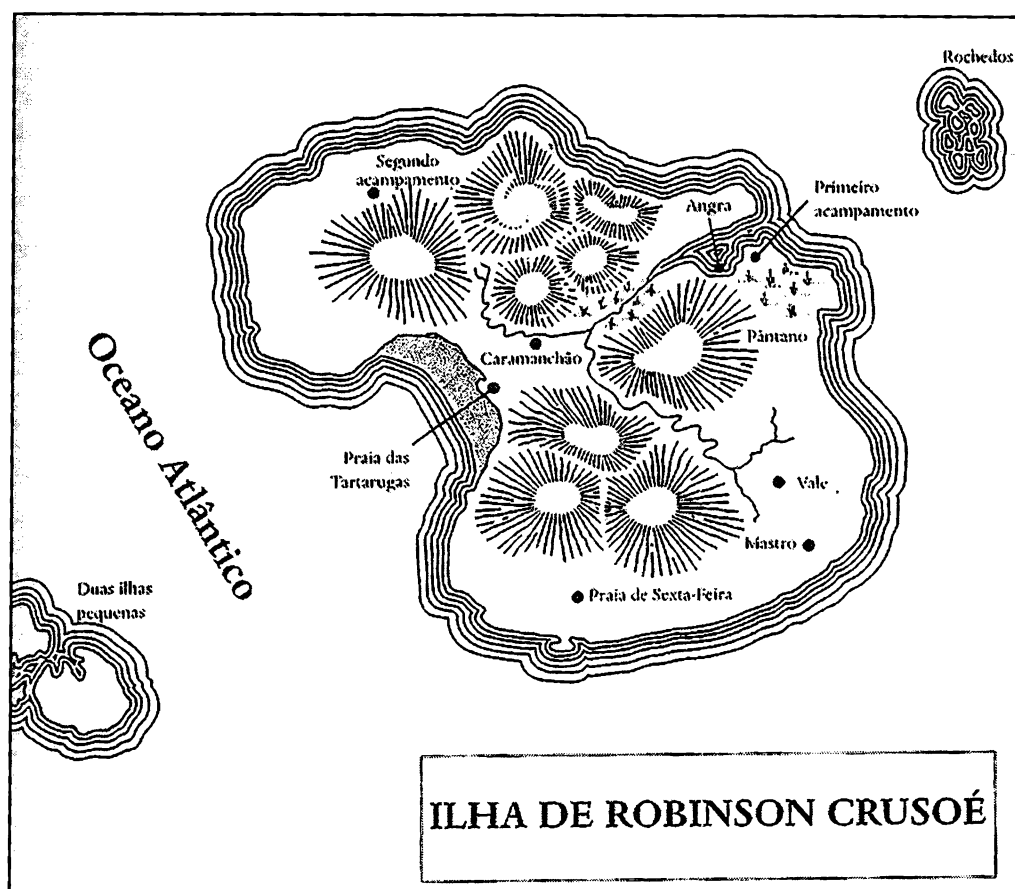 Rochedos
Segundo
acampamento
Primeiro
acampamento
Angra
Pântano
Caramanchão
Praia das
Tartarugas
Vale
Mastro
Praia de Sexta-Feira
Oceano Atlântico
Duas ilhas
pequenas
ILHA DE ROBINSON CRUSOÉ